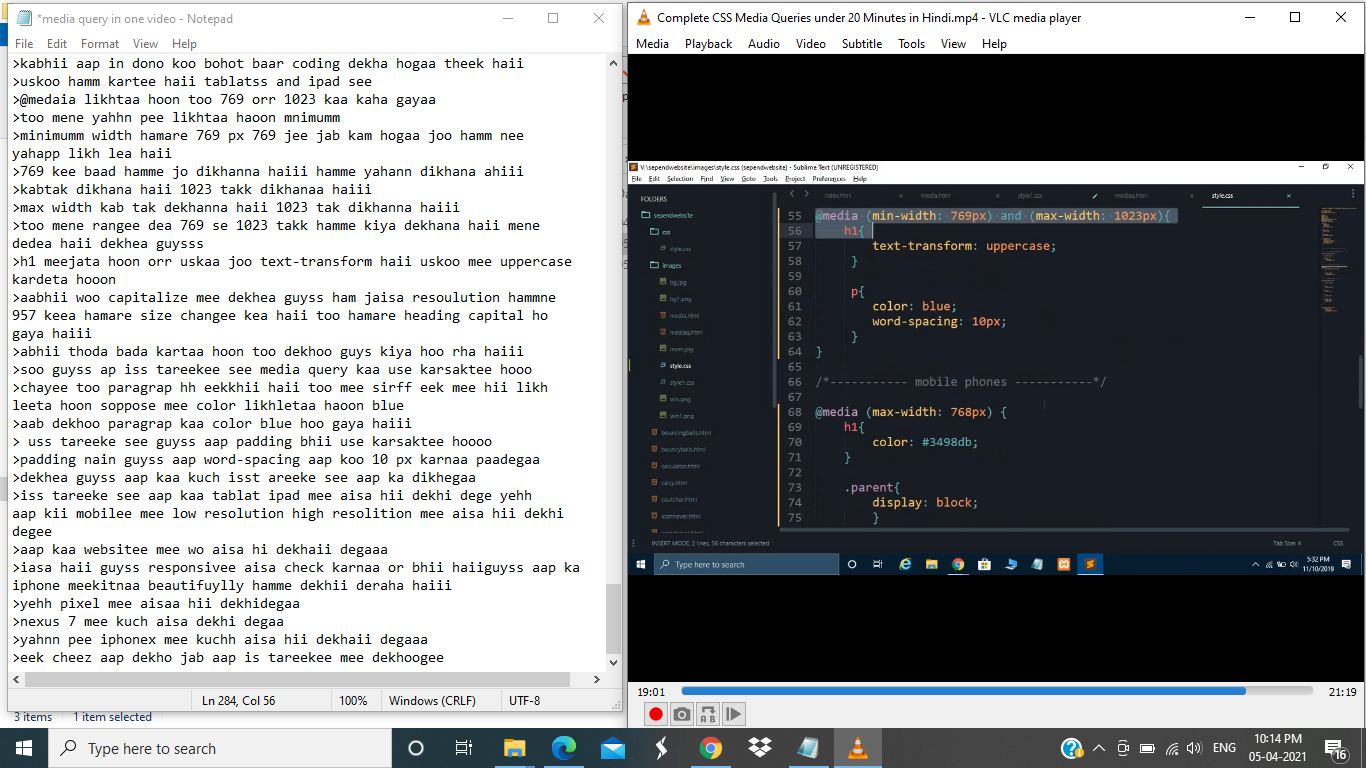 *media query in one video - Notepad
File Edit Format View Help
>kabhii aap in dono koo bohot baar coding dekha hogaa theek haii
>uskoo hamm kartee haii tablatss and ipad see
>@medaia likhtaa hoon too 769 orr 1023 kaa kaha gayaa
>too mene yahhn pee likhtaa haoon mnimumm
>minimumm width hamare 769 px 769 jee jab kam hogaa joo hamm nee
yahapp likh lea haii
>769 kee baad hamme jo dikhanna haiii hamme yahann dikhana ahiii
>kabtak dikhana haii 1023 takk dikhanaa haiii
>max width kab tak dekhanna haii 1023 tak dikhanna haiii
>too mene rangee dea 769 se 1023 takk hamme kiya dekhana haii mene
dedea haii dekhea guysss
>h1 meejata hoon orr uskaa joo text-transform haii uskoo mee uppercase
kardeta hooon
>aabhii woo capitalize mee dekhea guyss ham jaisa resoulution hammne
957 keea hamare size changee kea haii too hamare heading capital ho
gaya haiii
>abhii thoda bada kartaa hoon too dekhoo guys kiya hoo rha haiii
>soo guyss ap iss tareekee see media query kaa use karsaktee hooo
>chayee too paragrap hh eekkhii haii too mee sirff eek mee hii likh
leeta hoon soppose mee color likhletaa haoon blue
>aab dekhoo paragrap kaa color blue hoo gaya haiii
> uss tareeke see guyss aap padding bhii use karsaktee hoooo
>padding nain guyss aap word-spacing aap koo 10 px karnaa paadegaa
>dekhea guyss aap kaa kuch isst areeke see aap ka dikhegaa
>iss tareeke see aap kaa tablat ipad mee aisa hii dekhi dege yehh
aap kii mobilee mee low resolution high resolition mee aisa hii dekhi
degee
>aap kaa websitee mee wo aisa hi dekhaii degaaa
>iasa haii guyss responsivee aisa check karnaa or bhii haiiguyss aap ka
iphone meekitnaa beautifuylly hamme dekhii deraha haiii
>yehh pixel mee aisaa hii dekhidegaa
>nexus 7 mee kuch aisa dekhi degaa
>yahnn pee iphonex mee kuchh aisa hii dekhaii degaaa
>eek cheez aap dekho jab aap is tareekee mee dekhoogee
Ln 284, Col 56 100% Windows (CRLF) UTF-8
3 items 1 item selected
Complete CSS Media Queries under 20 Minutes in Hindi.mp4 - VLC media player
Media Playback Audio Video Subtitle Tools View Help
V:\sependwebsite\images\style.css (sependwebsite) - Sublime Text (UNREGISTERED)
File Edit Selection Find View Goto Tools Project Preferences Help
index.html media.html style1.css mediaq.html style.css
FOLDERS
sependwebsite
css
style.css
images
bg.jpg
bg1.png
media.html
mediaq.html
mom.jpg
style.css
style1.css
win.png
win1.png
bouncingballs.html
bouncyballs.html
calculator.html
calcy.html
coutchar.html
iconhover.html
55 @media (min-width: 769px) and (max-width: 1023px){
56 h1{
57 text-transform: uppercase;
58 }
59
60 p{
61 color: blue;
62 word-spacing: 10px;
63 }
64 }
65
66 /*----------- mobile phones -----------*/
67
68 @media (max-width: 768px) {
69 h1{
70 color: #3498db;
71 }
72
73 .parent{
74 display: block;
75 }
INSERT MODE, 2 lines, 56 characters selected Tab Size: 4 CSS
Type here to search
5:32 PM
11/10/2019
19:01 21:19
Type here to search
ENG
10:14 PM
05-04-2021
16